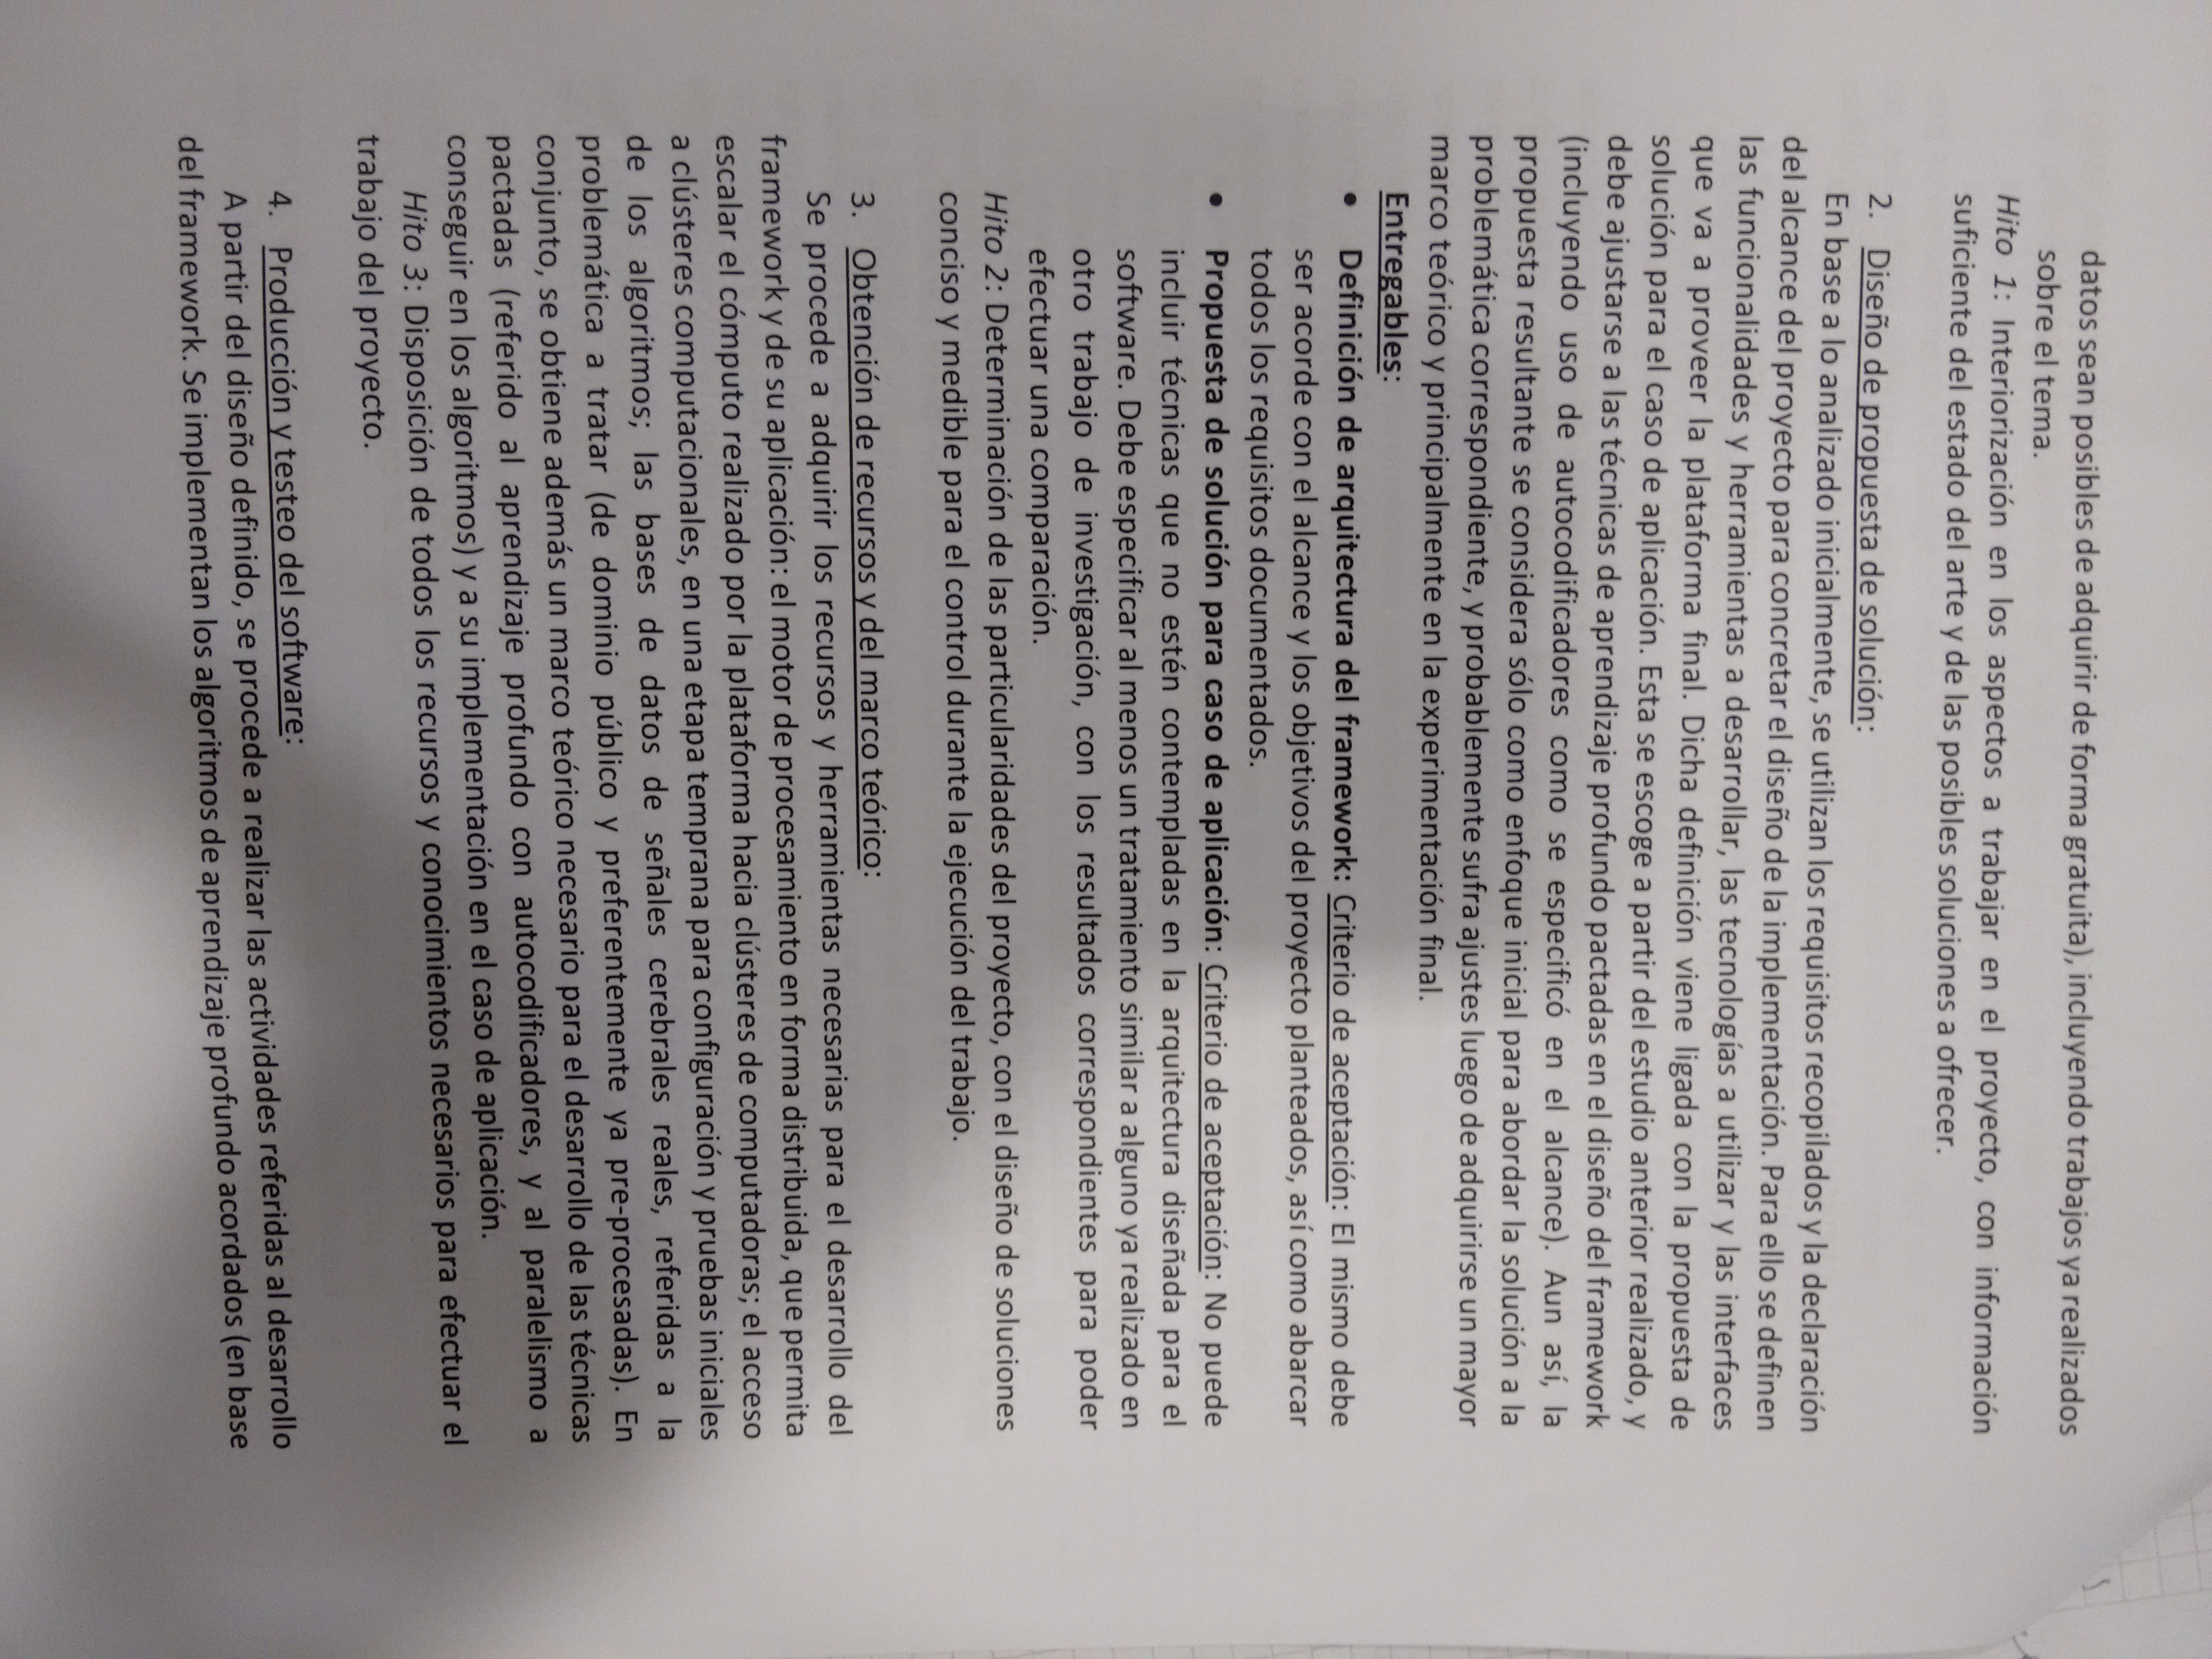 datos sean posibles de adquirir de forma gratuita), incluyendo trabajos ya realizados
sobre el tema.
Hito 1: Interiorización en los aspectos a trabajar en el proyecto, con información
suficiente del estado del arte y de las posibles soluciones a ofrecer.
2. Diseño de propuesta de solución:
En base a lo analizado inicialmente, se utilizan los requisitos recopilados y la declaración
del alcance del proyecto para concretar el diseño de la implementación. Para ello se definen
las funcionalidades y herramientas a desarrollar, las tecnologías a utilizar y las interfaces
que va a proveer la plataforma final. Dicha definición viene ligada con la propuesta de
solución para el caso de aplicación. Esta se escoge a partir del estudio anterior realizado, y
debe ajustarse a las técnicas de aprendizaje profundo pactadas en el diseño del framework
(incluyendo uso de autocodificadores como se especificó en el alcance). Aun así, la
propuesta resultante se considera sólo como enfoque inicial para abordar la solución a la
problemática correspondiente, y probablemente sufra ajustes luego de adquirirse un mayor
marco teórico y principalmente en la experimentación final.
Entregables:
• Definición de arquitectura del framework: Criterio de aceptación: El mismo debe
ser acorde con el alcance y los objetivos del proyecto planteados, así como abarcar
todos los requisitos documentados.
• Propuesta de solución para caso de aplicación: Criterio de aceptación: No puede
incluir técnicas que no estén contempladas en la arquitectura diseñada para el
software. Debe especificar al menos un tratamiento similar a alguno ya realizado en
otro trabajo de investigación, con los resultados correspondientes para poder
efectuar una comparación.
Hito 2: Determinación de las particularidades del proyecto, con el diseño de soluciones
conciso y medible para el control durante la ejecución del trabajo.
3. Obtención de recursos y del marco teórico:
Se procede a adquirir los recursos y herramientas necesarias para el desarrollo del
framework y de su aplicación: el motor de procesamiento en forma distribuida, que permita
escalar el cómputo realizado por la plataforma hacia clústeres de computadoras; el acceso
a clústeres computacionales, en una etapa temprana para configuración y pruebas iniciales
de los algoritmos; las bases de datos de señales cerebrales reales, referidas a la
problemática a tratar (de dominio público y preferentemente ya pre-procesadas). En
conjunto, se obtiene además un marco teórico necesario para el desarrollo de las técnicas
pactadas (referido al aprendizaje profundo con autocodificadores, y al paralelismo a
conseguir en los algoritmos) y a su implementación en el caso de aplicación.
Hito 3: Disposición de todos los recursos y conocimientos necesarios para efectuar el
trabajo del proyecto.
4. Producción y testeo del software:
A partir del diseño definido, se procede a realizar las actividades referidas al desarrollo
del framework. Se implementan los algoritmos de aprendizaje profundo acordados (en base